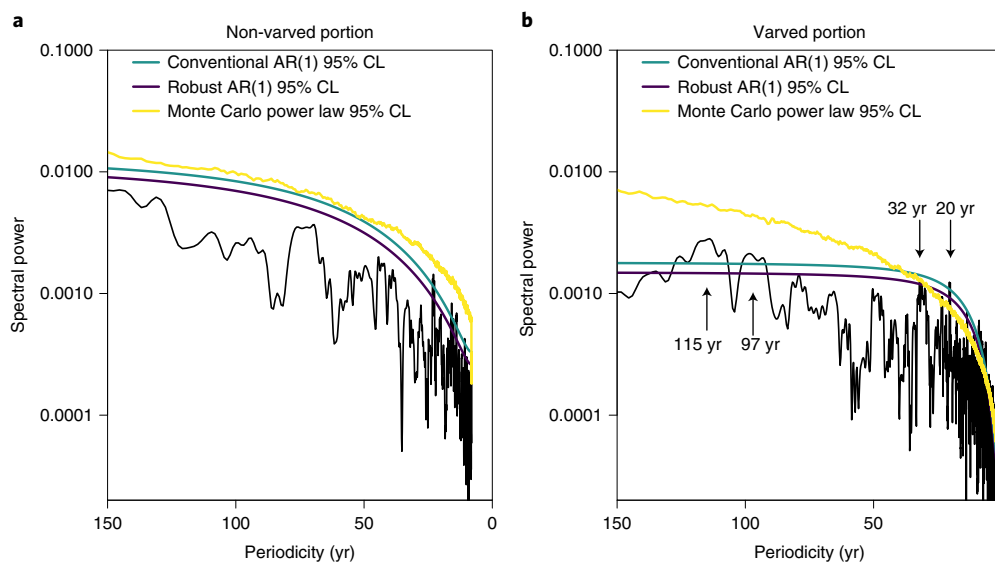 a
Non-varved portion
0.1000
0.0100
0.0010
0.0001
Spectral power
Conventional AR(1) 95% CL
Robust AR(1) 95% CL
Monte Carlo power law 95% CL
150
100
50
0
Periodicity (yr)
b
Varved portion
0.1000
0.0100
0.0010
0.0001
Spectral power
Conventional AR(1) 95% CL
Robust AR(1) 95% CL
Monte Carlo power law 95% CL
32 yr
20 yr
115 yr
97 yr
150
100
50
Periodicity (yr)